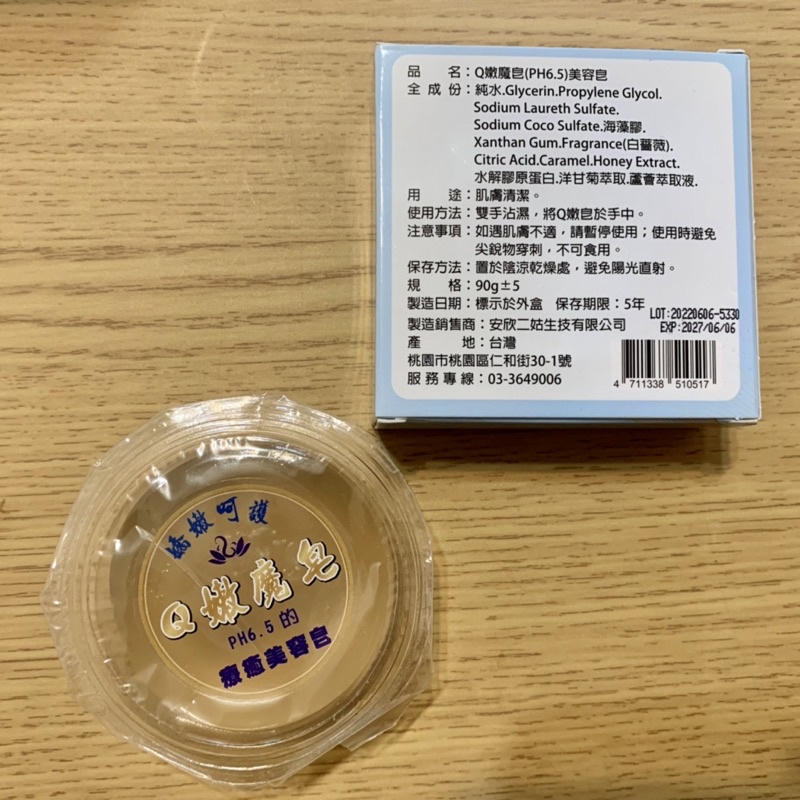 品名：Q嫩魔皂(PH6.5)美容皂
全成份：純水.Glycerin.Propylene Glycol.
Sodium Laureth Sulfate.
Sodium Coco Sulfate.海藻膠.
Xanthan Gum.Fragrance(白薔薇).
Citric Acid.Caramel.Honey Extract.
水解膠原蛋白.洋甘菊萃取.蘆薈萃取液.
用途：肌膚清潔。
使用方法：雙手沾濕，將Q嫩皂於手中。
注意事項：如遇肌膚不適，請暫停使用；使用時避免
尖銳物穿刺，不可食用。
保存方法：置於陰涼乾燥處，避免陽光直射。
規格：90g±5
製造日期：標示於外盒 保存期限：5年
LOT:20220606-5330
EXP:2027/06/06
製造銷售商：安欣二姑生技有限公司
產地：台灣
桃園市桃園區仁和街30-1號
服務專線：03-3649006
4 711338 510517
嬌嫩呵護
Q嫩魔皂
PH6.5的
療癒美容皂